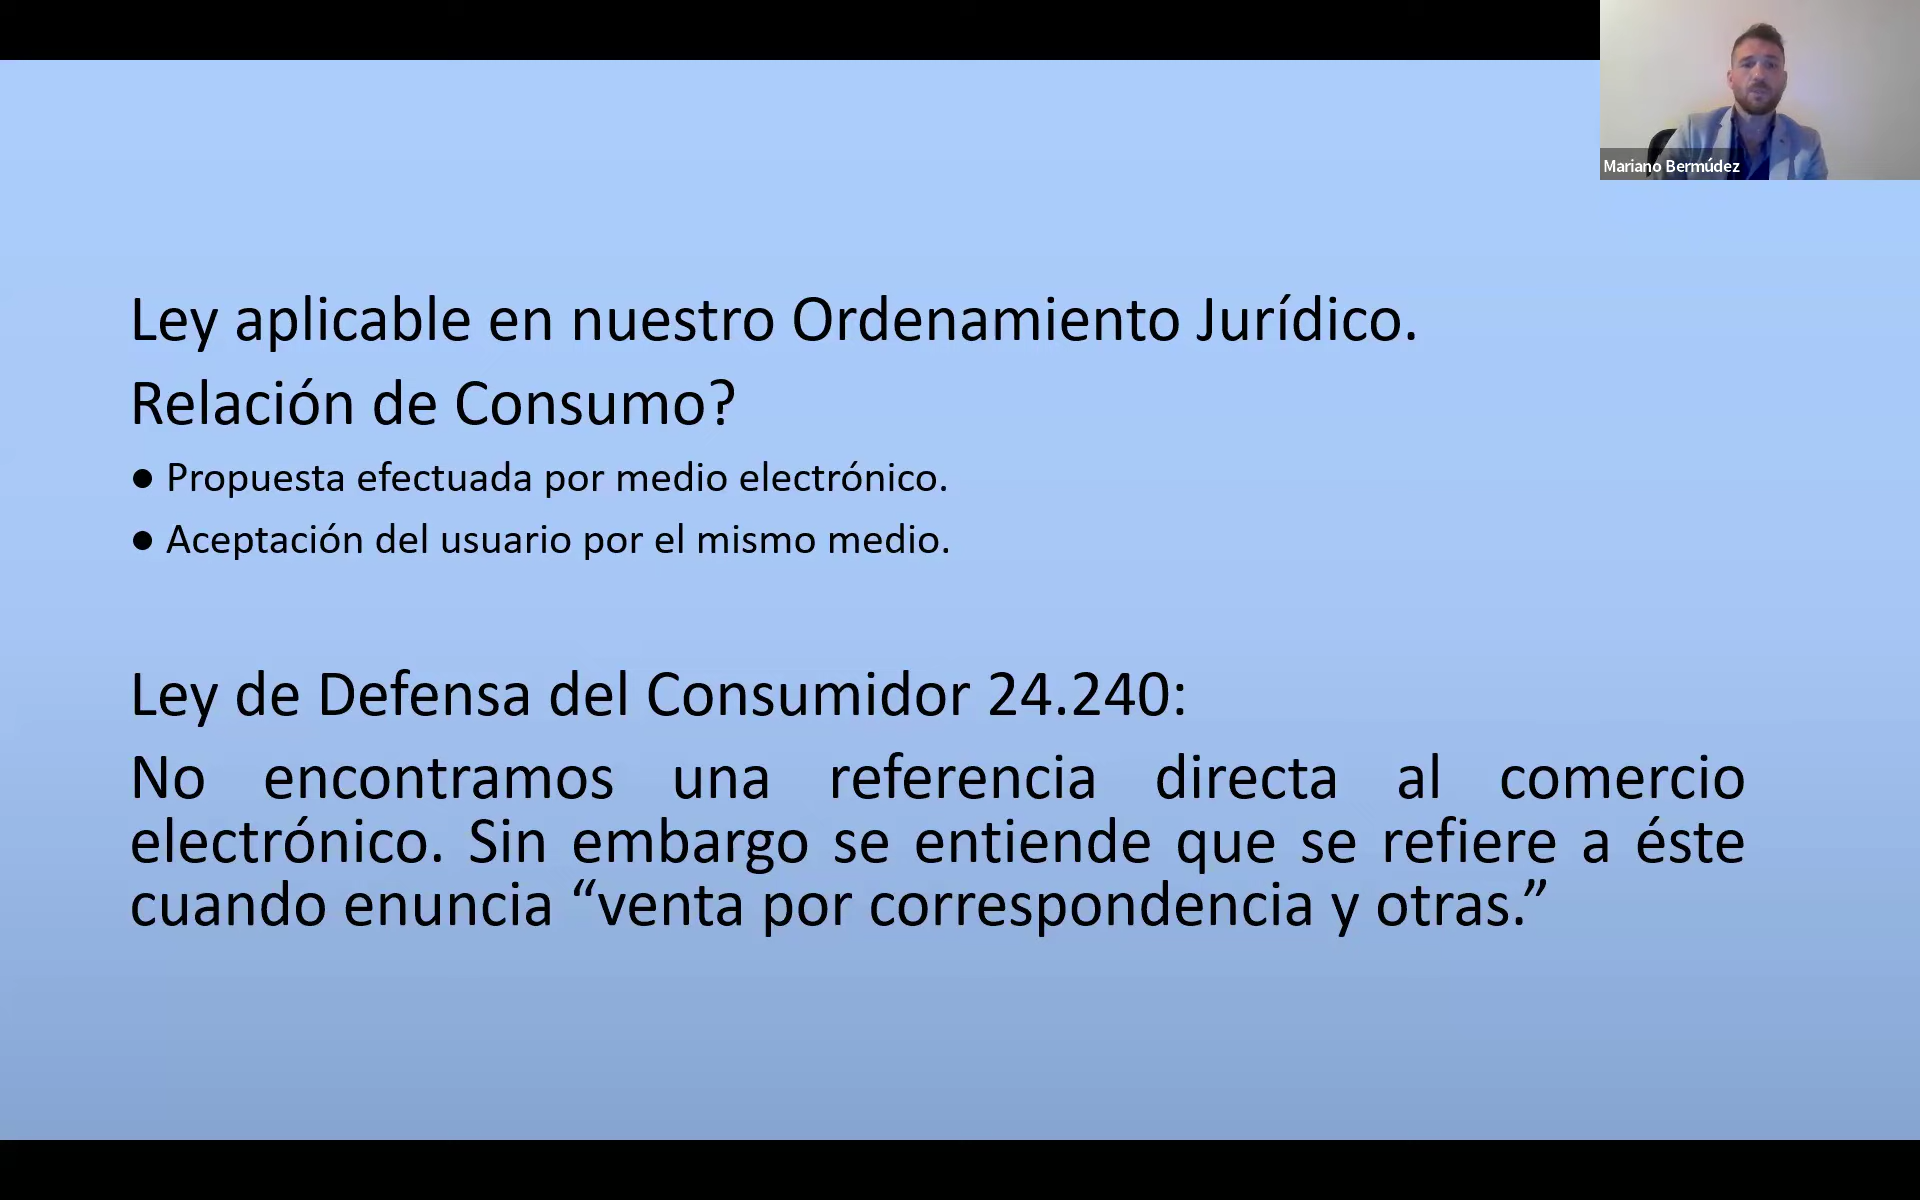 Mariano Bermúdez
Ley aplicable en nuestro Ordenamiento Jurídico.
Relación de Consumo?
● Propuesta efectuada por medio electrónico.
● Aceptación del usuario por el mismo medio.
Ley de Defensa del Consumidor 24.240:
No encontramos una referencia directa al comercio
electrónico. Sin embargo se entiende que se refiere a éste
cuando enuncia “venta por correspondencia y otras.”